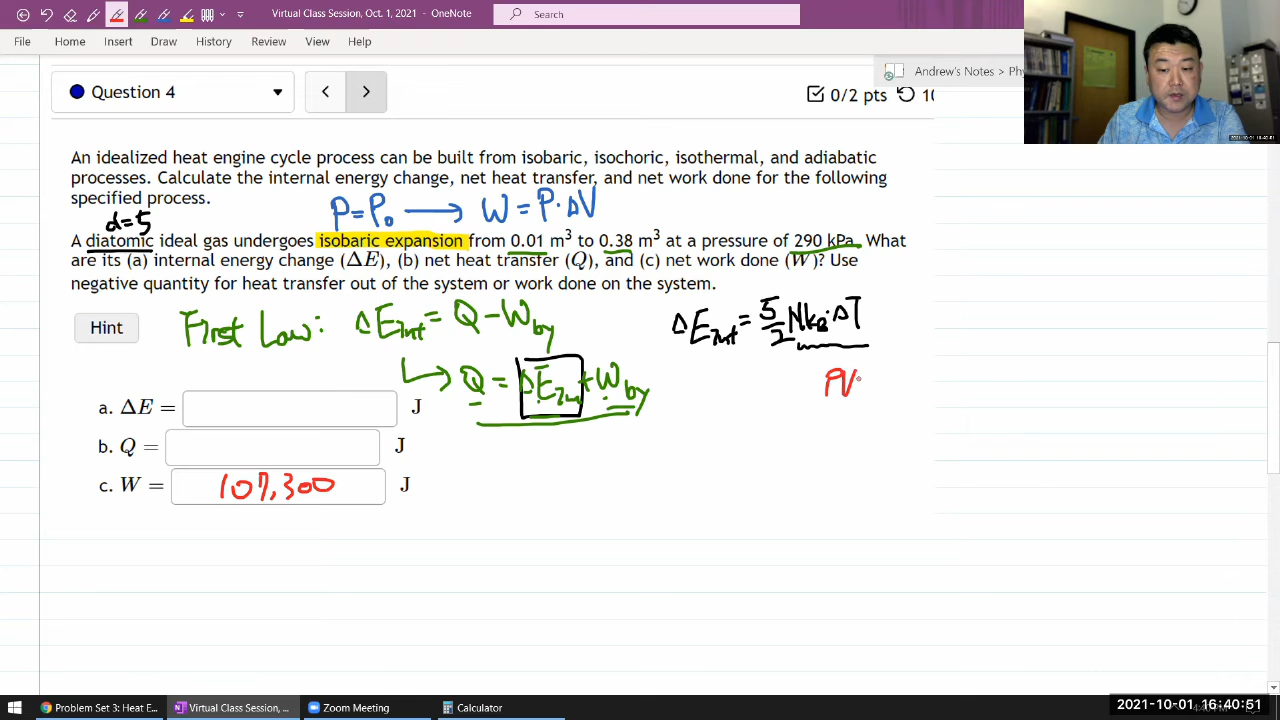 Virtual Class Session, Oct. 1, 2021 - OneNote
Search
File Home Insert Draw History Review View Help
Andrew's Notes > Phy
Question 4
0/2 pts 10
An idealized heat engine cycle process can be built from isobaric, isochoric, isothermal, and adiabatic
processes. Calculate the internal energy change, net heat transfer, and net work done for the following
specified process.
P=P₀ → W = P·ΔV
d=5
A diatomic ideal gas undergoes isobaric expansion from 0.01 m³ to 0.38 m³ at a pressure of 290 kPa. What
are its (a) internal energy change (ΔE), (b) net heat transfer (Q), and (c) net work done (W)? Use
negative quantity for heat transfer out of the system or work done on the system.
Hint
First Law: ΔE_int = Q - W_by
ΔE_int = 5/2 Nk_B·ΔT
↳ Q = ΔE_int + W_by
PV
a. ΔE = J
b. Q = J
c. W = 107,300 J
Problem Set 3: Heat E... Virtual Class Session,... Zoom Meeting Calculator
2021-10-01 16:40:51